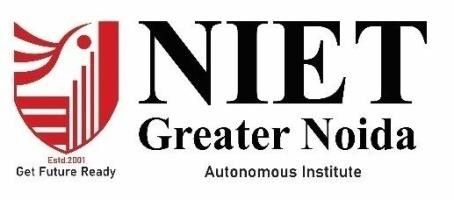 NIET
Greater Noida
Estd.2001
Get Future Ready
Autonomous Institute